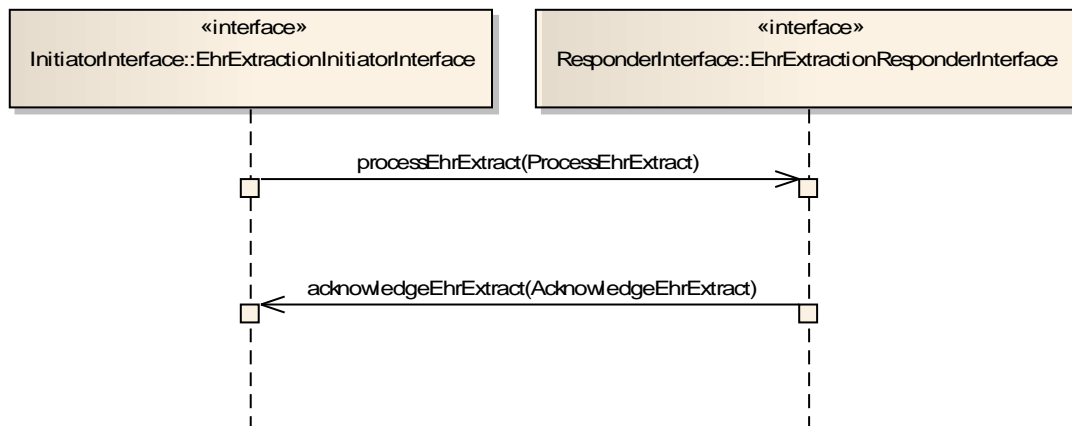 «interface»
InitiatorInterface::EhrExtractionInitiatorInterface
«interface»
ResponderInterface::EhrExtractionResponderInterface
processEhrExtract(ProcessEhrExtract)
acknowledgeEhrExtract(AcknowledgeEhrExtract)